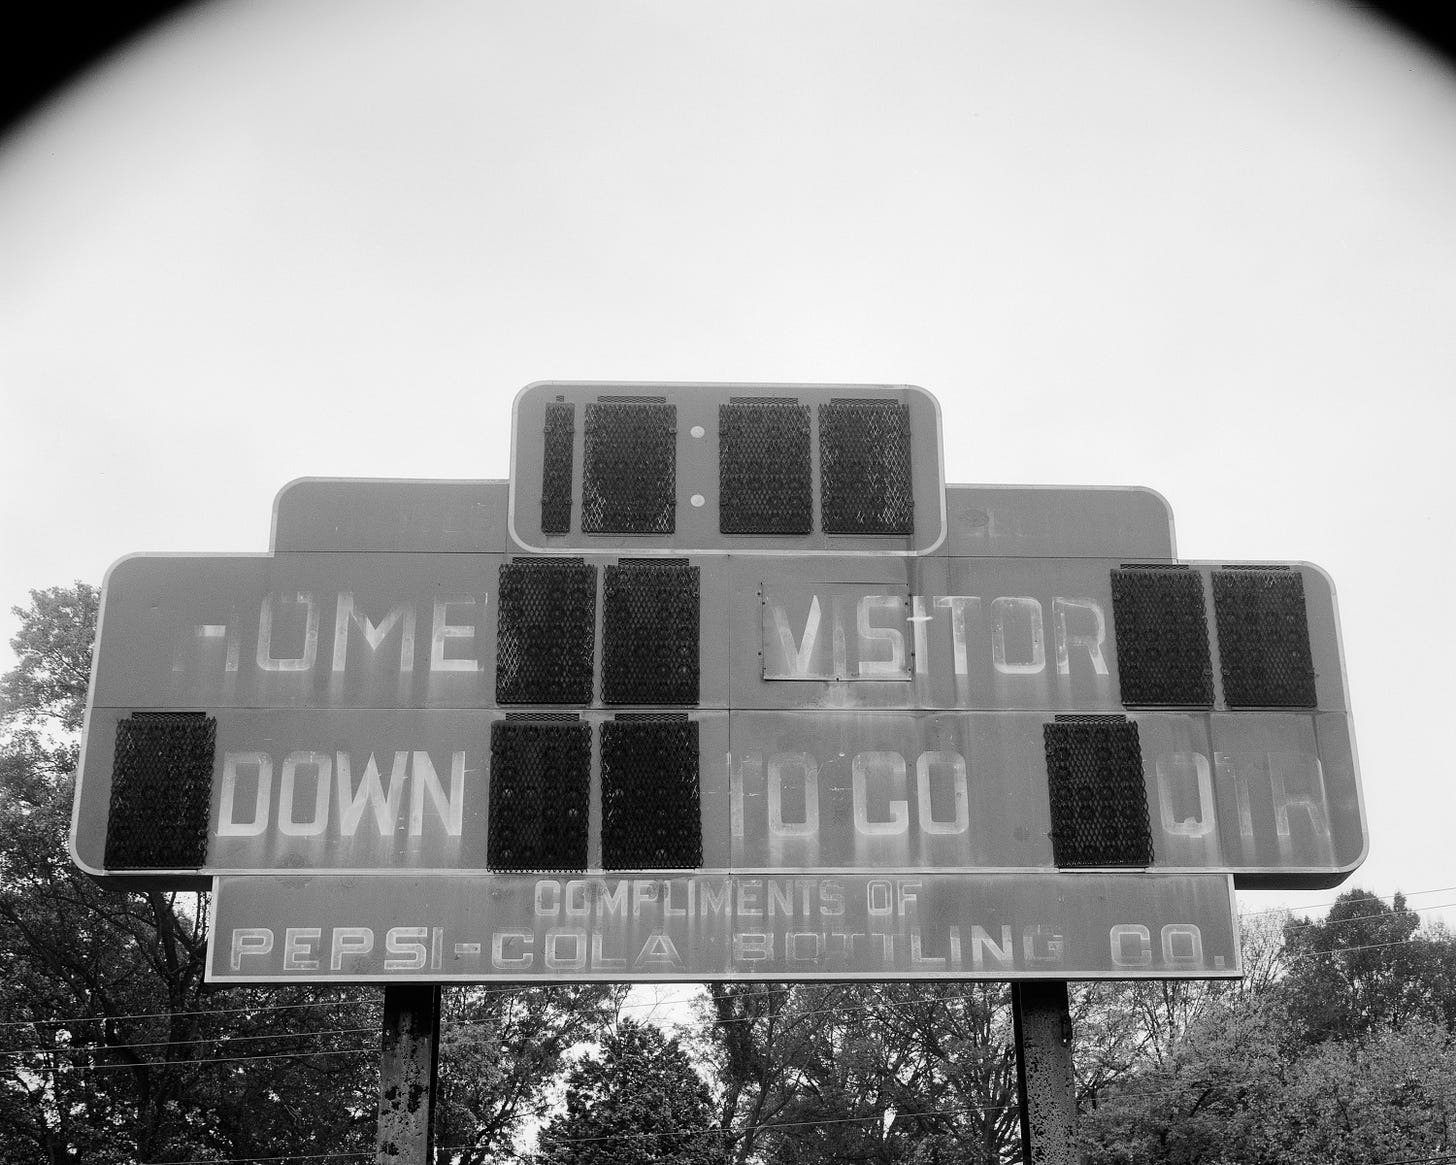 HOME VISITOR
DOWN TO GO QTR
COMPLIMENTS OF
PEPSI-COLA BOTTLING CO.